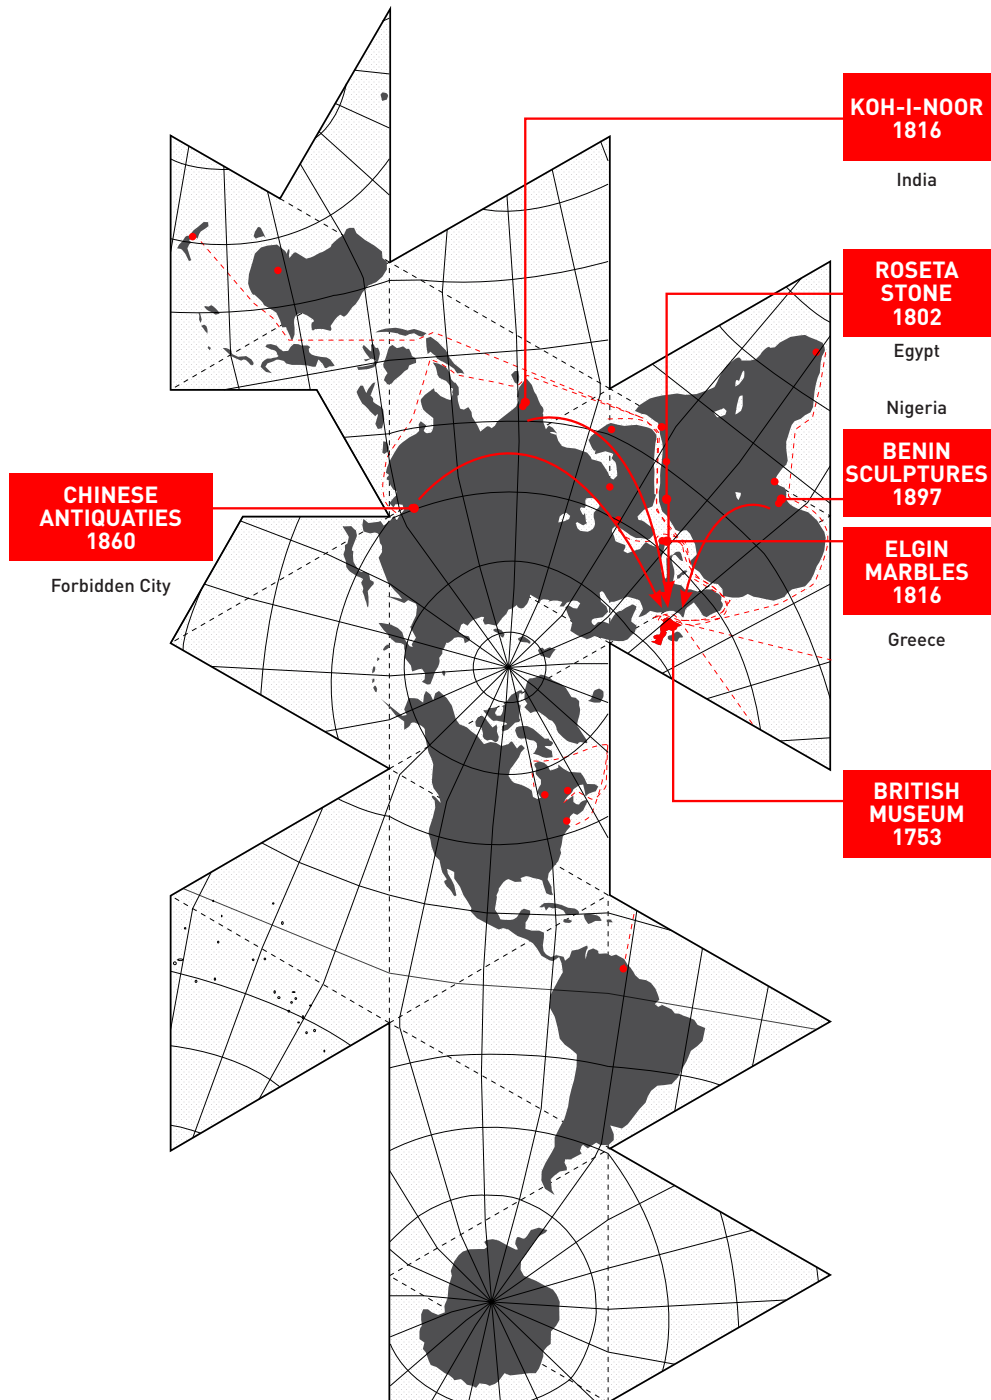 KOH-I-NOOR
1816
India
ROSETA
STONE
1802
Egypt
Nigeria
BENIN
SCULPTURES
1897
CHINESE
ANTIQUATIES
1860
Forbidden City
ELGIN
MARBLES
1816
Greece
BRITISH
MUSEUM
1753